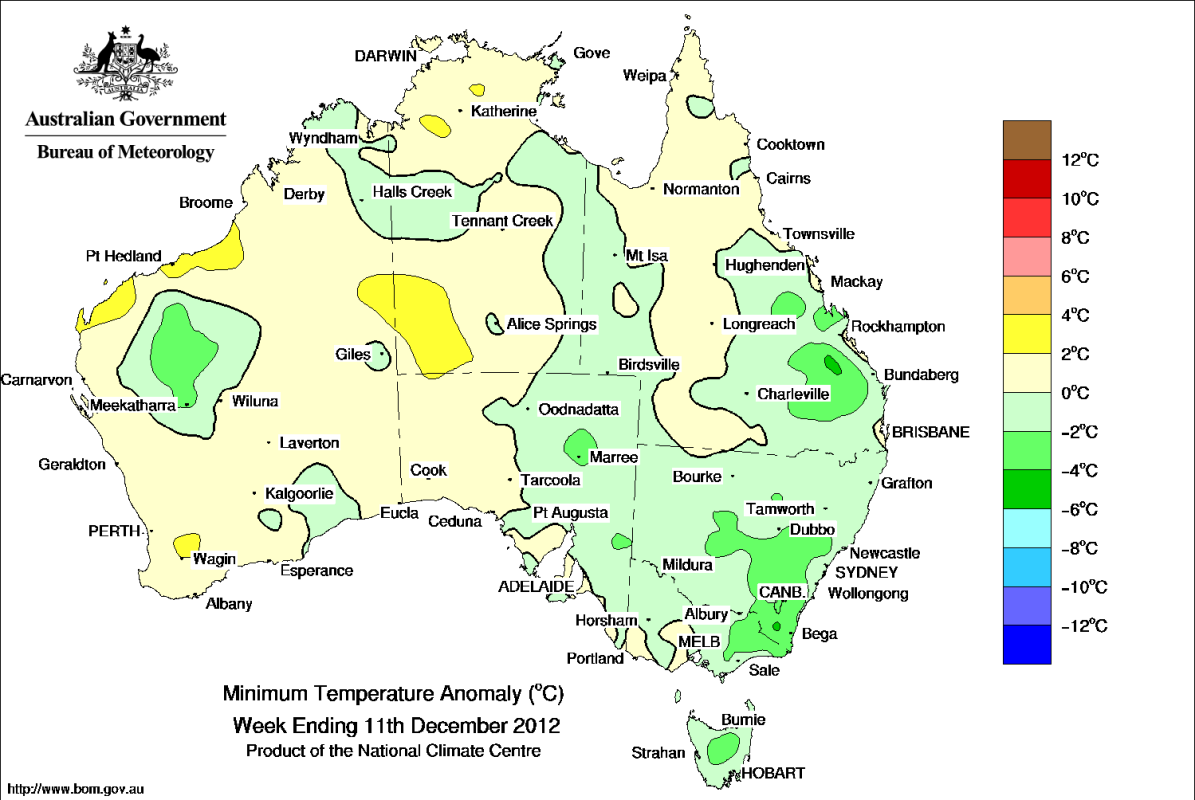 Australian Government
Bureau of Meteorology
AUSTRALIA
DARWIN
Gove
Weipa
Katherine
Wyndham
Cooktown
Cairns
Derby
Halls Creek
Normanton
Broome
Tennant Creek
Townsville
Pt Hedland
Mt Isa
Hughenden
Mackay
Alice Springs
Longreach
Rockhampton
Giles
Birdsville
Bundaberg
Carnarvon
Charleville
Meekatharra
Wiluna
Oodnadatta
BRISBANE
Laverton
Geraldton
Cook
Marree
Bourke
Grafton
Tarcoola
Kalgoorlie
Tamworth
Eucla
Ceduna
Pt Augusta
Dubbo
PERTH
Newcastle
Wagin
Mildura
SYDNEY
Esperance
ADELAIDE
CANB.
Wollongong
Albany
Horsham
Albury
Bega
MELB
Portland
Sale
Burnie
Strahan
HOBART
12°C
10°C
8°C
6°C
4°C
2°C
0°C
−2°C
−4°C
−6°C
−8°C
−10°C
−12°C
Minimum Temperature Anomaly (°C)
Week Ending 11th December 2012
Product of the National Climate Centre
http://www.bom.gov.au